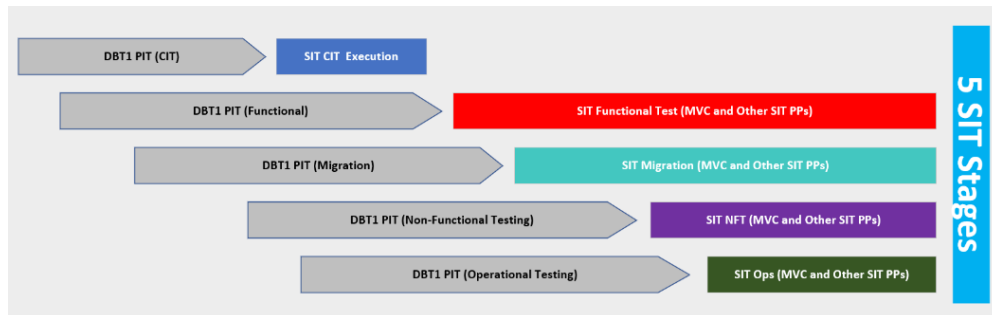 DBT1 PIT (CIT)
SIT CIT Execution
DBT1 PIT (Functional)
SIT Functional Test (MVC and Other SIT PPs)
DBT1 PIT (Migration)
SIT Migration (MVC and Other SIT PPs)
DBT1 PIT (Non-Functional Testing)
SIT NFT (MVC and Other SIT PPs)
DBT1 PIT (Operational Testing)
SIT Ops (MVC and Other SIT PPs)
5 SIT Stages